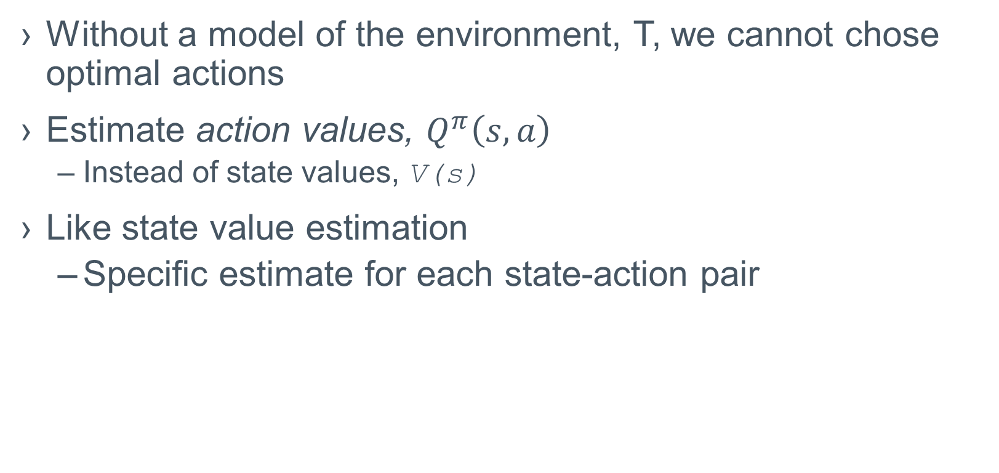 › Without a model of the environment, T, we cannot chose
optimal actions
› Estimate action values, Q^π(s, a)
– Instead of state values, V(s)
› Like state value estimation
– Specific estimate for each state-action pair